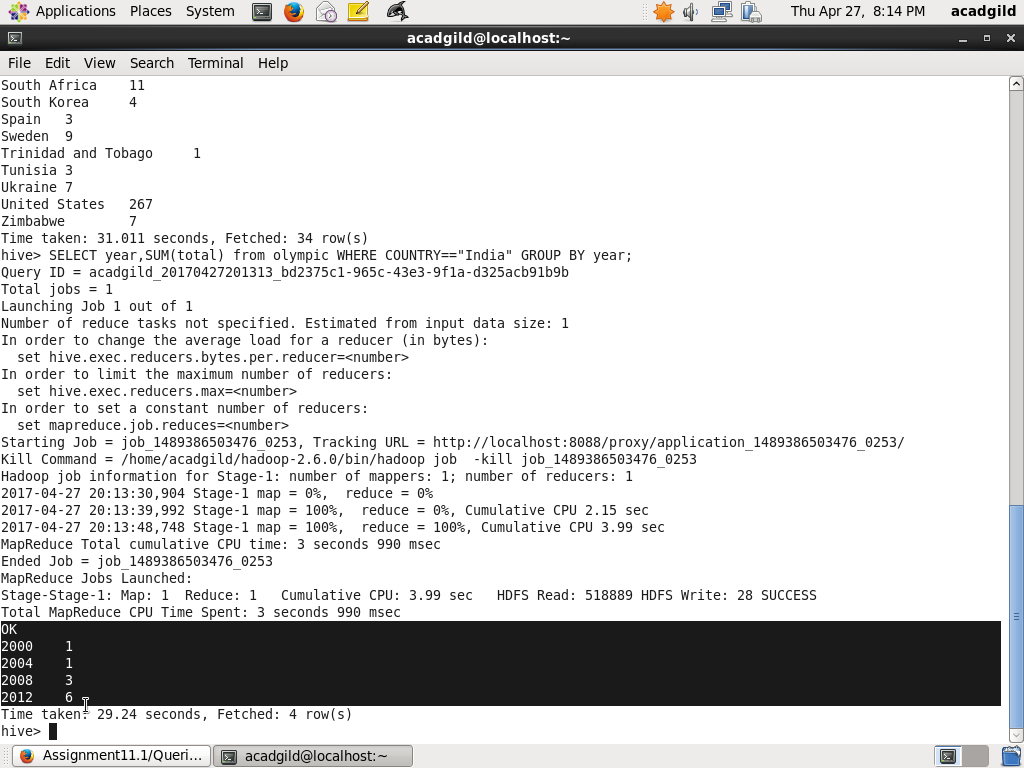 Applications Places System Thu Apr 27, 8:14 PM acadgild
acadgild@localhost:~
File Edit View Search Terminal Help
South Africa 11
South Korea 4
Spain 3
Sweden 9
Trinidad and Tobago 1
Tunisia 3
Ukraine 7
United States 267
Zimbabwe 7
Time taken: 31.011 seconds, Fetched: 34 row(s)
hive> SELECT year,SUM(total) from olympic WHERE COUNTRY=="India" GROUP BY year;
Query ID = acadgild_20170427201313_bd2375c1-965c-43e3-9f1a-d325acb91b9b
Total jobs = 1
Launching Job 1 out of 1
Number of reduce tasks not specified. Estimated from input data size: 1
In order to change the average load for a reducer (in bytes):
  set hive.exec.reducers.bytes.per.reducer=<number>
In order to limit the maximum number of reducers:
  set hive.exec.reducers.max=<number>
In order to set a constant number of reducers:
  set mapreduce.job.reduces=<number>
Starting Job = job_1489386503476_0253, Tracking URL = http://localhost:8088/proxy/application_1489386503476_0253/
Kill Command = /home/acadgild/hadoop-2.6.0/bin/hadoop job  -kill job_1489386503476_0253
Hadoop job information for Stage-1: number of mappers: 1; number of reducers: 1
2017-04-27 20:13:30,904 Stage-1 map = 0%,  reduce = 0%
2017-04-27 20:13:39,992 Stage-1 map = 100%,  reduce = 0%, Cumulative CPU 2.15 sec
2017-04-27 20:13:48,748 Stage-1 map = 100%,  reduce = 100%, Cumulative CPU 3.99 sec
MapReduce Total cumulative CPU time: 3 seconds 990 msec
Ended Job = job_1489386503476_0253
MapReduce Jobs Launched:
Stage-Stage-1: Map: 1  Reduce: 1   Cumulative CPU: 3.99 sec   HDFS Read: 518889 HDFS Write: 28 SUCCESS
Total MapReduce CPU Time Spent: 3 seconds 990 msec
OK
2000 1
2004 1
2008 3
2012 6
Time taken: 29.24 seconds, Fetched: 4 row(s)
hive>
Assignment11.1/Queri... acadgild@localhost:~